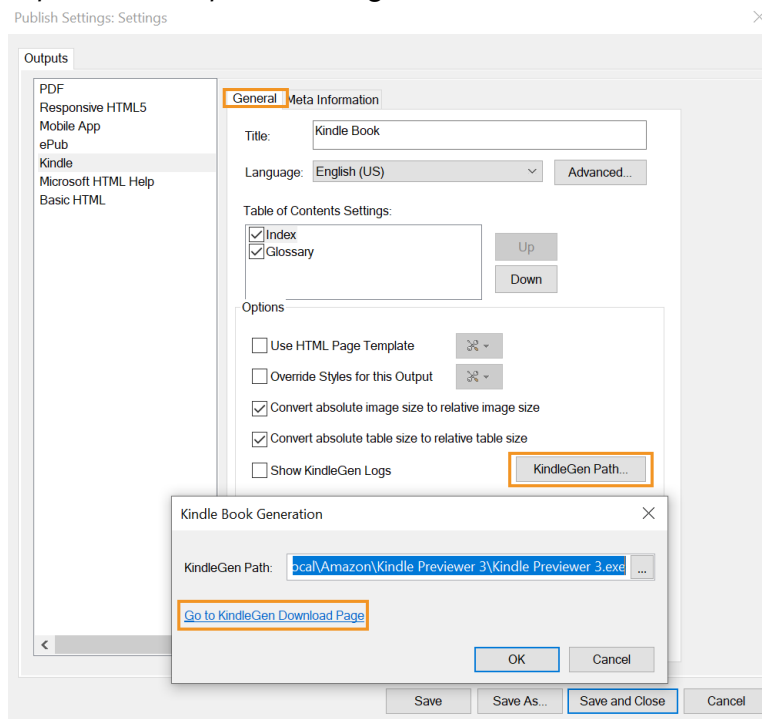 Publish Settings: Settings
Outputs
PDF
Responsive HTML5
Mobile App
ePub
Kindle
Microsoft HTML Help
Basic HTML
General Meta Information
Title: Kindle Book
Language: English (US) Advanced...
Table of Contents Settings:
Index
Glossary
Up
Down
Options
Use HTML Page Template
Override Styles for this Output
Convert absolute image size to relative image size
Convert absolute table size to relative table size
Show KindleGen Logs KindleGen Path...
Kindle Book Generation
KindleGen Path: ocal\Amazon\Kindle Previewer 3\Kindle Previewer 3.exe ...
Go to KindleGen Download Page
OK Cancel
Save Save As... Save and Close Cancel